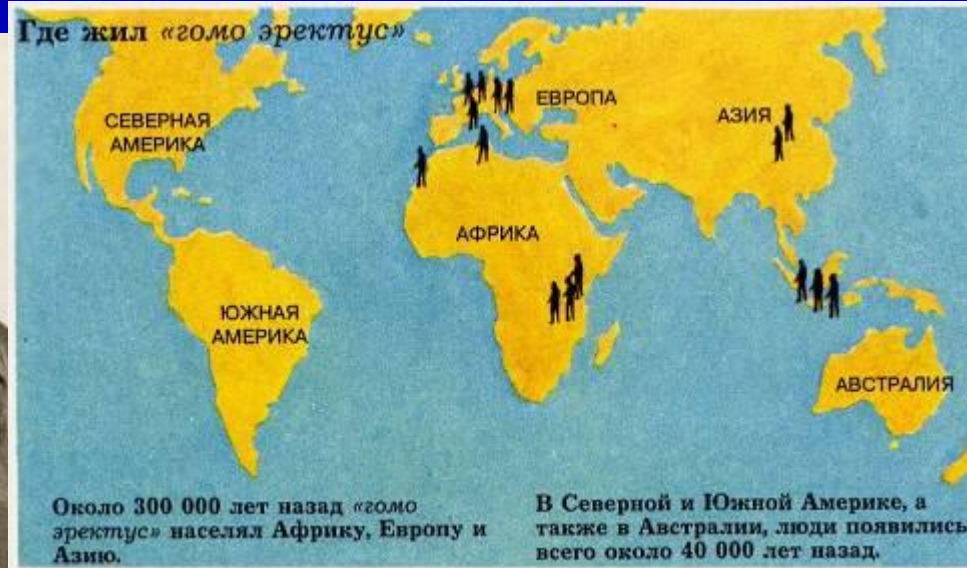 Где жил «гомо эректус»
СЕВЕРНАЯ
АМЕРИКА
ЕВРОПА
АЗИЯ
АФРИКА
ЮЖНАЯ
АМЕРИКА
АВСТРАЛИЯ
Около 300 000 лет назад «гомо
эректус» населял Африку, Европу и
Азию.
В Северной и Южной Америке, а
также в Австралии, люди появились
всего около 40 000 лет назад.